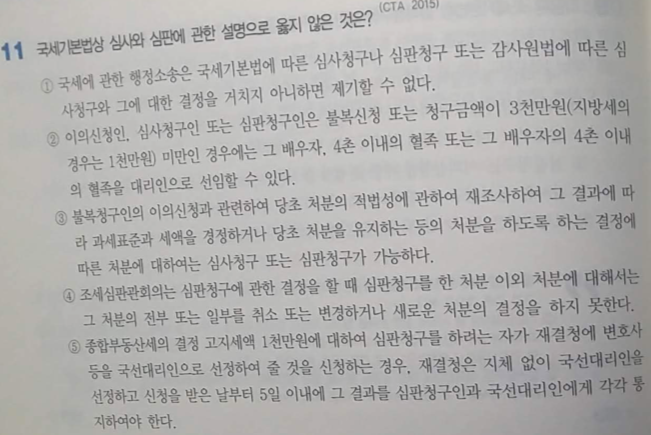 11 국세기본법상 심사와 심판에 관한 설명으로 옳지 않은 것은? (CTA 2015)
① 국세에 관한 행정소송은 국세기본법에 따른 심사청구나 심판청구 또는 감사원법에 따른 심
사청구와 그에 대한 결정을 거치지 아니하면 제기할 수 없다.
② 이의신청인, 심사청구인 또는 심판청구인은 불복신청 또는 청구금액이 3천만원(지방세의
경우는 1천만원) 미만인 경우에는 그 배우자, 4촌 이내의 혈족 또는 그 배우자의 4촌 이내
의 혈족을 대리인으로 선임할 수 있다.
③ 불복청구인의 이의신청과 관련하여 당초 처분의 적법성에 관하여 재조사하여 그 결과에 따
라 과세표준과 세액을 경정하거나 당초 처분을 유지하는 등의 처분을 하도록 하는 결정에
따른 처분에 대하여는 심사청구 또는 심판청구가 가능하다.
④ 조세심판관회의는 심판청구에 관한 결정을 할 때 심판청구를 한 처분 이외 처분에 대해서는
그 처분의 전부 또는 일부를 취소 또는 변경하거나 새로운 처분의 결정을 하지 못한다.
⑤ 종합부동산세의 결정 고지세액 1천만원에 대하여 심판청구를 하려는 자가 재결청에 변호사
등을 국선대리인으로 선정하여 줄 것을 신청하는 경우, 재결청은 지체 없이 국선대리인을
선정하고 신청을 받은 날부터 5일 이내에 그 결과를 심판청구인과 국선대리인에게 각각 통
지하여야 한다.